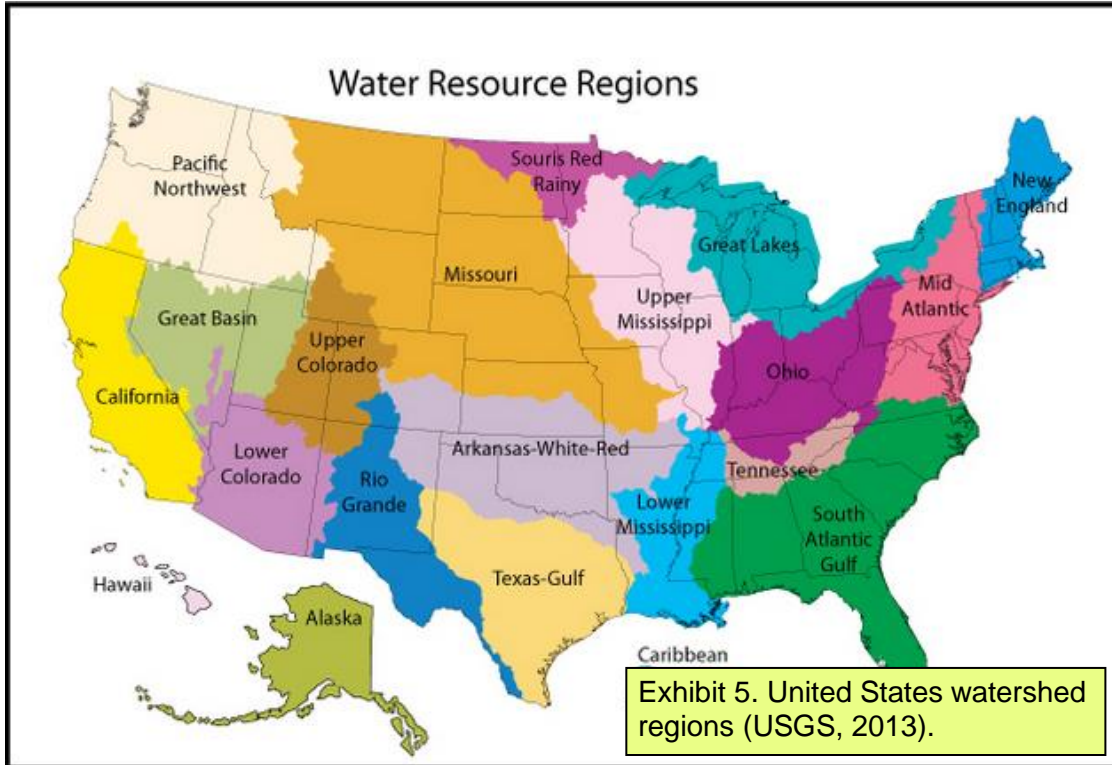 Water Resource Regions
Pacific
Northwest
Souris Red
Rainy
New
England
Great Lakes
Missouri
Mid
Atlantic
Great Basin
Upper
Mississippi
Upper
Colorado
Ohio
California
Lower
Colorado
Arkansas-White-Red
Tennessee
Rio
Grande
Lower
Mississippi
South
Atlantic
Gulf
Texas-Gulf
Hawaii
Alaska
Caribbean
Exhibit 5. United States watershed
regions (USGS, 2013).